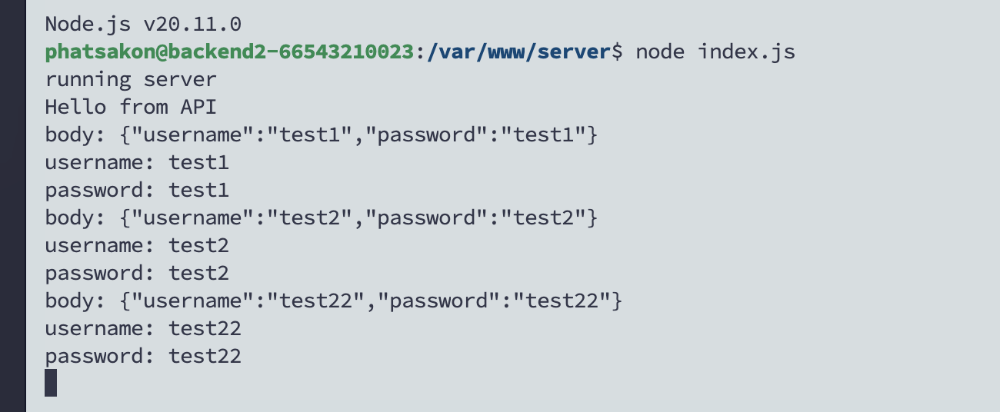 Node.js v20.11.0
phatsakon@backend2-66543210023:/var/www/server$ node index.js
running server
Hello from API
body: {"username":"test1","password":"test1"}
username: test1
password: test1
body: {"username":"test2","password":"test2"}
username: test2
password: test2
body: {"username":"test22","password":"test22"}
username: test22
password: test22